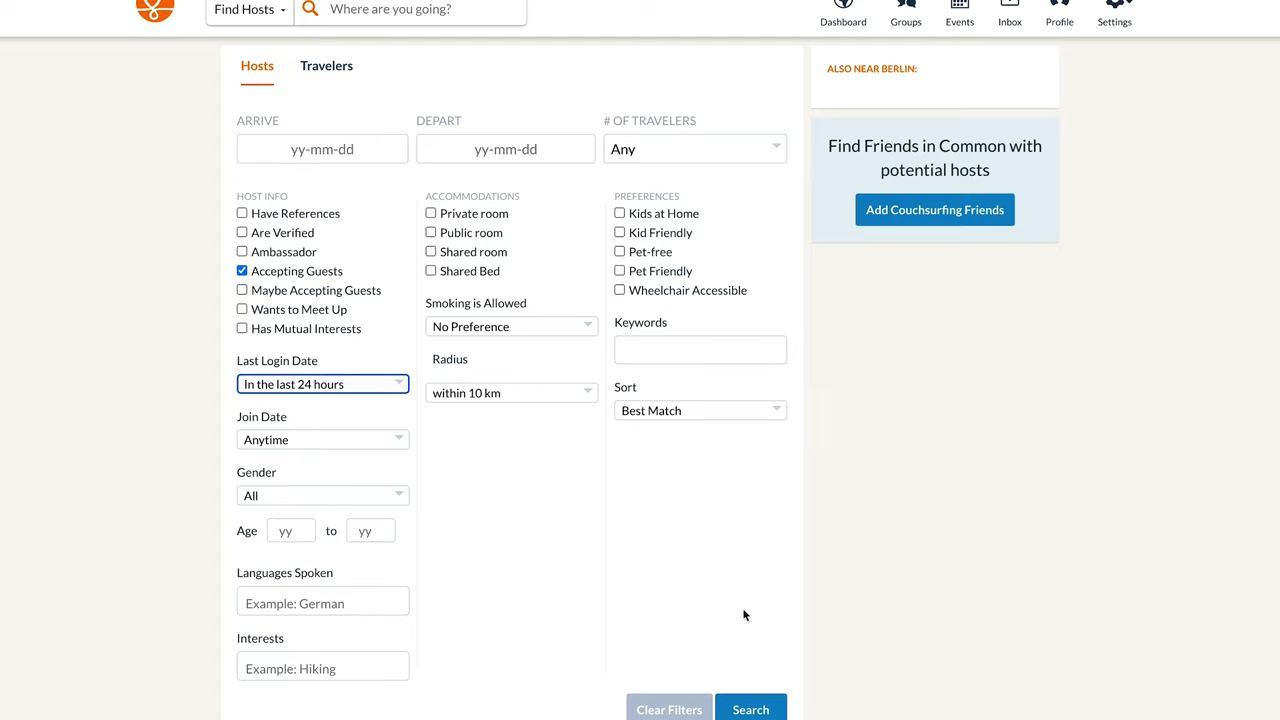 Find Hosts
Where are you going?
Dashboard
Groups
Events
Inbox
Profile
Settings
Hosts
Travelers
ARRIVE
DEPART
# OF TRAVELERS
yy-mm-dd
yy-mm-dd
Any
HOST INFO
Have References
Are Verified
Ambassador
Accepting Guests
Maybe Accepting Guests
Wants to Meet Up
Has Mutual Interests
Last Login Date
In the last 24 hours
Join Date
Anytime
Gender
All
Age yy to yy
Languages Spoken
Example: German
Interests
Example: Hiking
ACCOMMODATIONS
Private room
Public room
Shared room
Shared Bed
Smoking is Allowed
No Preference
Radius
within 10 km
PREFERENCES
Kids at Home
Kid Friendly
Pet-free
Pet Friendly
Wheelchair Accessible
Keywords
Sort
Best Match
Clear Filters
Search
ALSO NEAR BERLIN:
Find Friends in Common with
potential hosts
Add Couchsurfing Friends